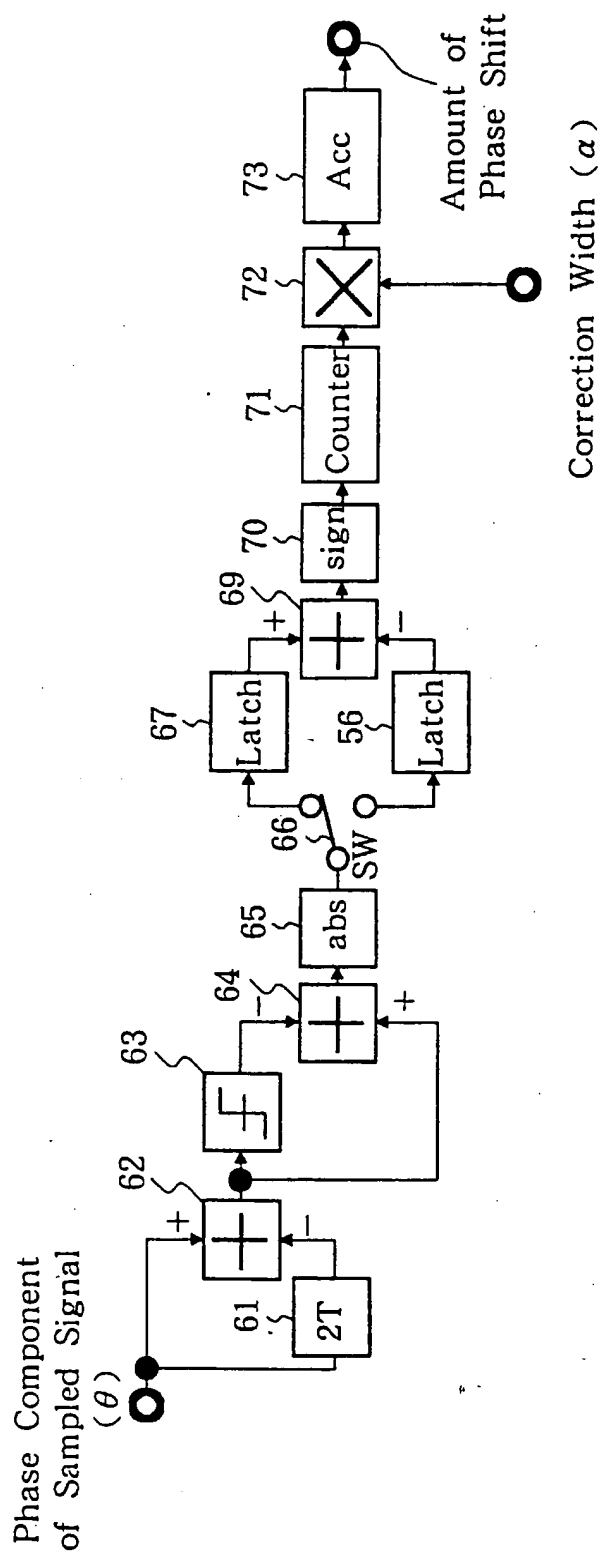 Phase Component
of Sampled Signal
(θ)
61
2T
+
−
62
63
−
+
64
65
abs
66
SW
67
Latch
56
Latch
+
−
69
70
sign
71
Counter
72
73
Acc
Amount of
Phase Shift
Correction Width (α)